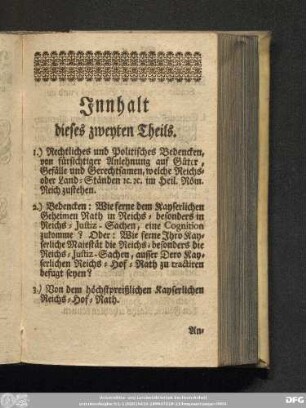 Innhalt
dieses zweyten Theils.
1.) Rechtliches und Politisches Bedencken,
von fürsichtiger Anlehnung auf Güter,
Gefälle und Gerechtsamen, welche Reichs-
oder Land-Ständen ꝛc. ꝛc. im Heil. Röm.
Reich zustehen.
2.) Bedencken: Wie ferne dem Kayserlichen
Geheimen Rath in Reichs- besonders in
Reichs-Justiz-Sachen, eine Cognition
zukomme? Oder: Wie ferne Ihro Kay-
serliche Maiestät die Reichs- besonders die
Reichs-Justiz-Sachen, ausser Dero Kay-
serlichen Reichs-Hof-Rath zu tractiren
befugt seyen?
3.) Von dem höchstpreißlichen Kayserlichen
Reichs-Hof-Rath.
An-
DFG